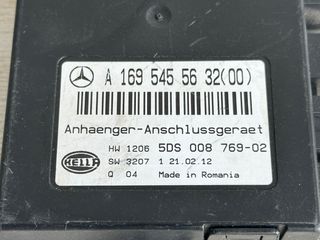 A 169 545 56 32(00)
Anhaenger-Anschlussgeraet
HW 1206 5DS 008 769-02
HELLA SW 3207 1 21.02.12
Q 04 Made in Romania